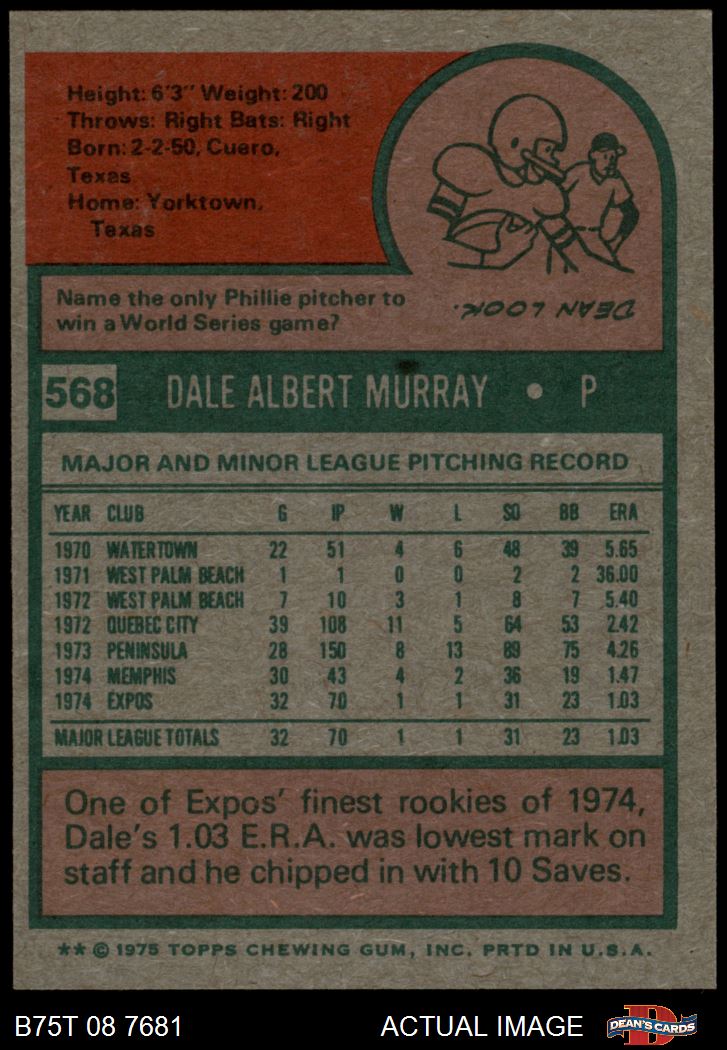 Height: 6'3" Weight: 200
Throws: Right Bats: Right
Born: 2-2-50, Cuero,
Texas
Home: Yorktown,
Texas
Name the only Phillie pitcher to
win a World Series game?
DEAN LOOK.
568 DALE ALBERT MURRAY • P
MAJOR AND MINOR LEAGUE PITCHING RECORD
YEAR CLUB G IP W L SO BB ERA
1970 WATERTOWN 22 51 4 6 48 39 5.65
1971 WEST PALM BEACH 1 1 0 0 2 2 36.00
1972 WEST PALM BEACH 7 10 3 1 8 7 5.40
1972 QUEBEC CITY 39 108 11 5 64 53 2.42
1973 PENINSULA 28 150 8 13 89 75 4.26
1974 MEMPHIS 30 43 4 2 36 19 1.47
1974 EXPOS 32 70 1 1 31 23 1.03
MAJOR LEAGUE TOTALS 32 70 1 1 31 23 1.03
One of Expos' finest rookies of 1974,
Dale's 1.03 E.R.A. was lowest mark on
staff and he chipped in with 10 Saves.
** © 1975 TOPPS CHEWING GUM, INC. PRTD IN U.S.A.
B75T 08 7681 ACTUAL IMAGE D DEAN'S CARDS